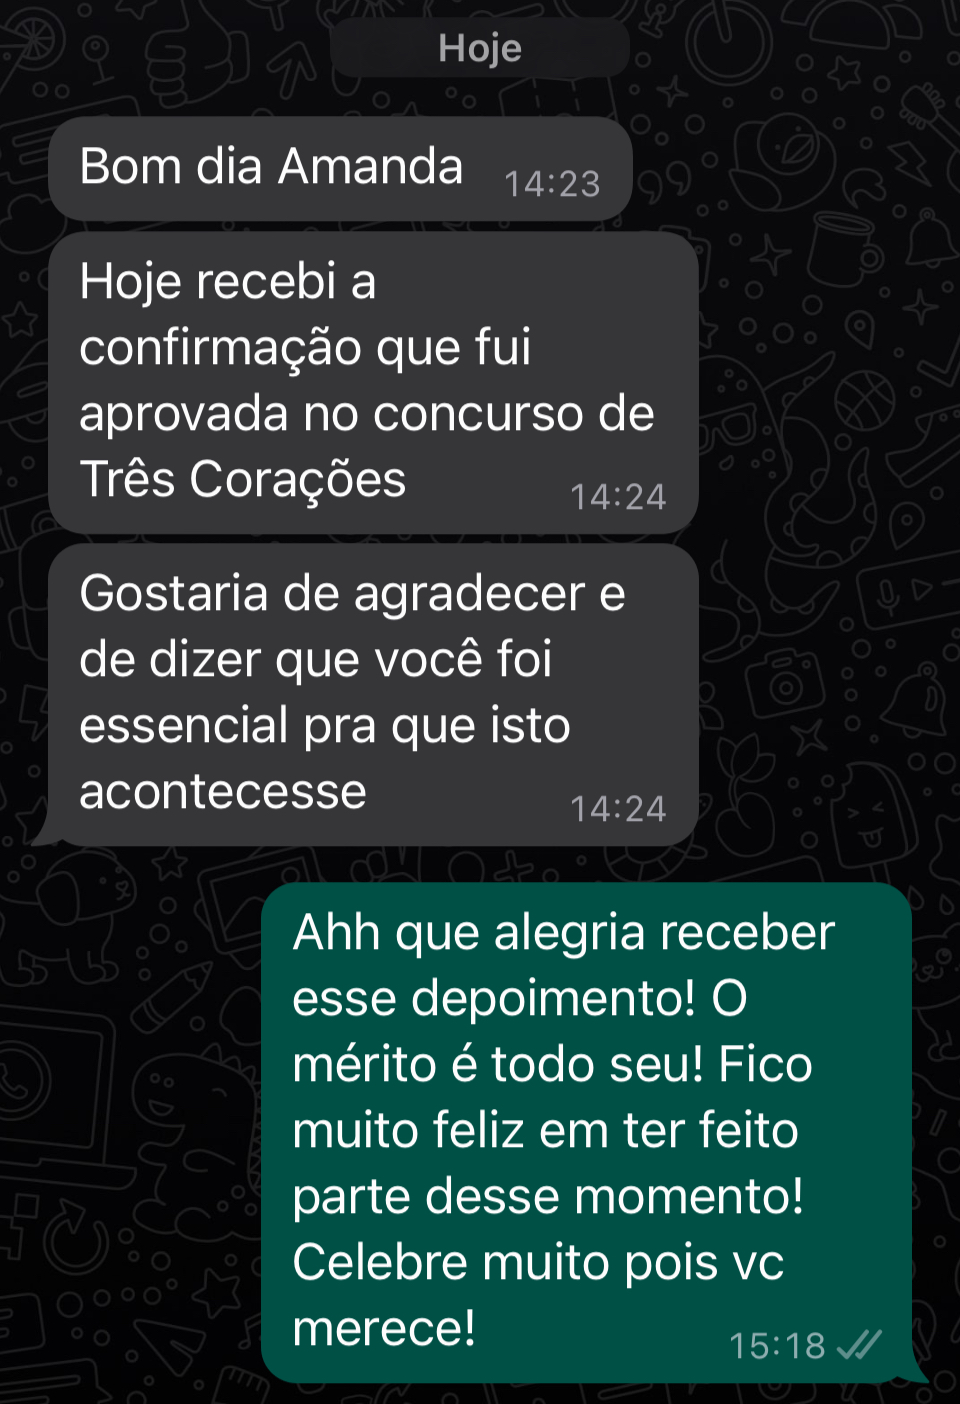 Hoje
Bom dia Amanda
14:23
Hoje recebi a
confirmação que fui
aprovada no concurso de
Três Corações
14:24
Gostaria de agradecer e
de dizer que você foi
essencial pra que isto
acontecesse
14:24
Ahh que alegria receber
esse depoimento! O
mérito é todo seu! Fico
muito feliz em ter feito
parte desse momento!
Celebre muito pois vc
merece!
15:18